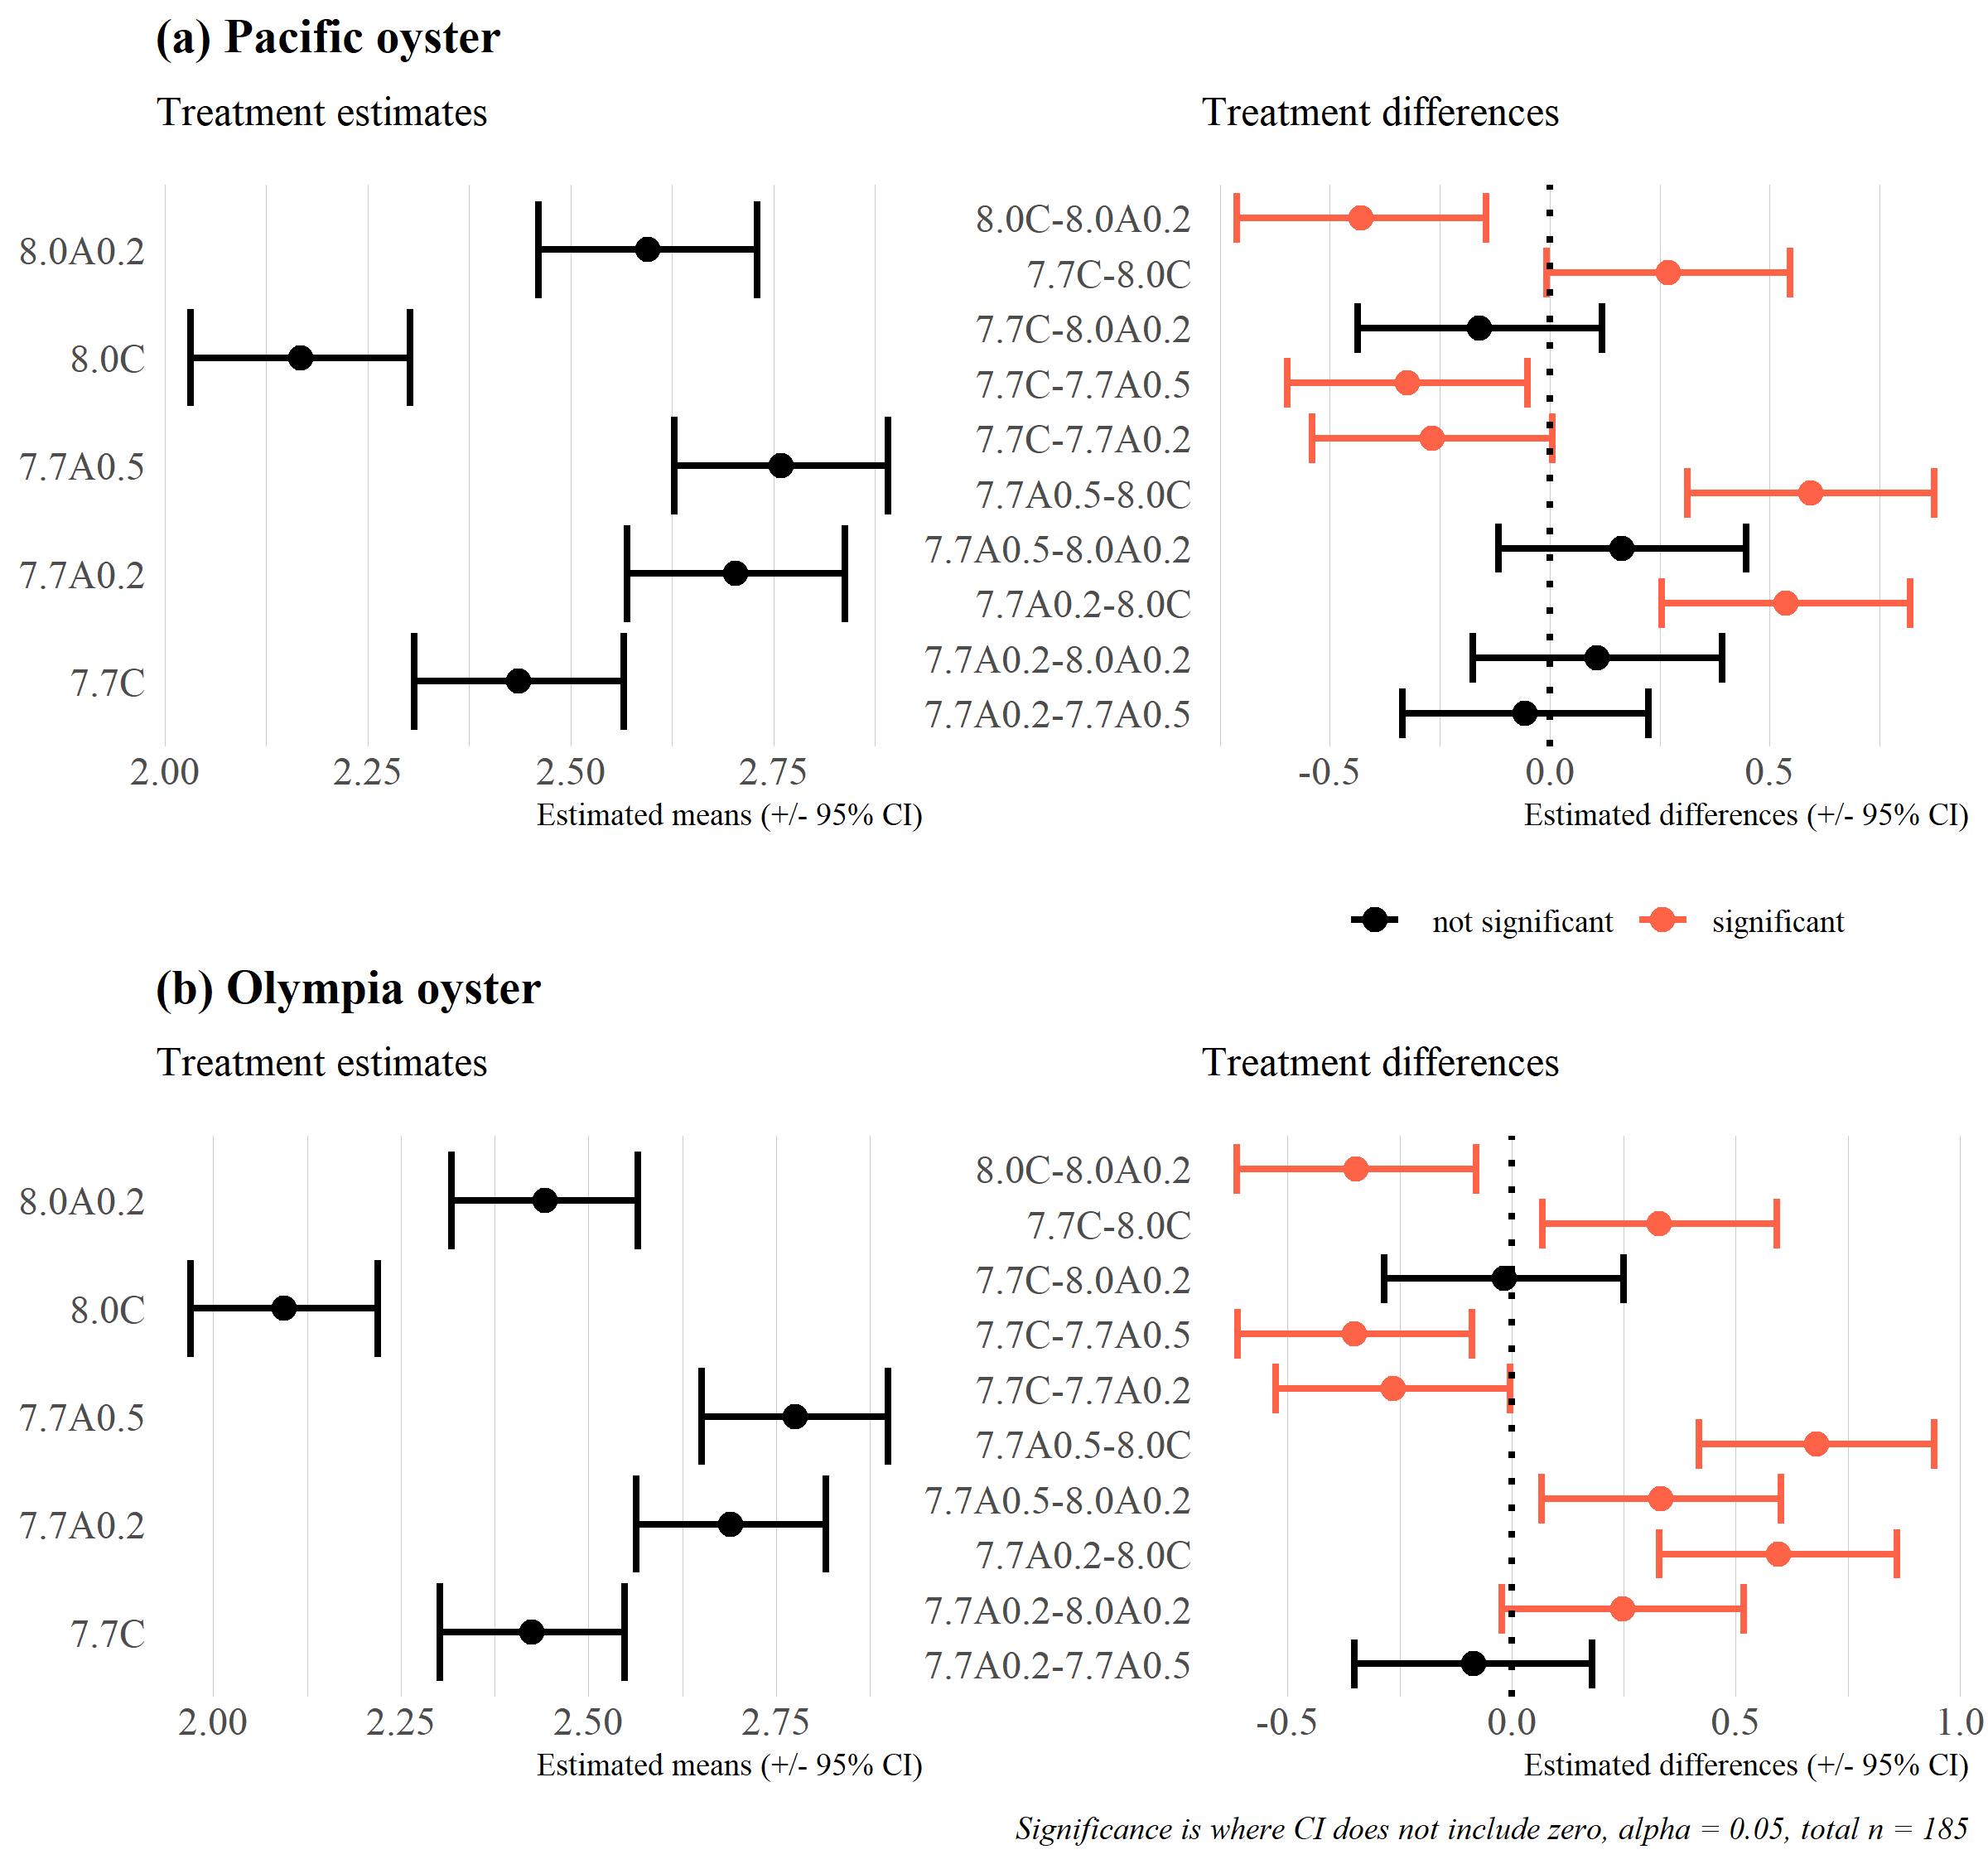 (a) Pacific oyster
Treatment estimates
Treatment differences
8.0A0.2
8.0C
7.7A0.5
7.7A0.2
7.7C
2.00 2.25 2.50 2.75
Estimated means (+/- 95% CI)
8.0C-8.0A0.2
7.7C-8.0C
7.7C-8.0A0.2
7.7C-7.7A0.5
7.7C-7.7A0.2
7.7A0.5-8.0C
7.7A0.5-8.0A0.2
7.7A0.2-8.0C
7.7A0.2-8.0A0.2
7.7A0.2-7.7A0.5
-0.5 0.0 0.5
Estimated differences (+/- 95% CI)
not significant significant
(b) Olympia oyster
Treatment estimates
Treatment differences
8.0A0.2
8.0C
7.7A0.5
7.7A0.2
7.7C
2.00 2.25 2.50 2.75
Estimated means (+/- 95% CI)
8.0C-8.0A0.2
7.7C-8.0C
7.7C-8.0A0.2
7.7C-7.7A0.5
7.7C-7.7A0.2
7.7A0.5-8.0C
7.7A0.5-8.0A0.2
7.7A0.2-8.0C
7.7A0.2-8.0A0.2
7.7A0.2-7.7A0.5
-0.5 0.0 0.5 1.0
Estimated differences (+/- 95% CI)
Significance is where CI does not include zero, alpha = 0.05, total n = 185